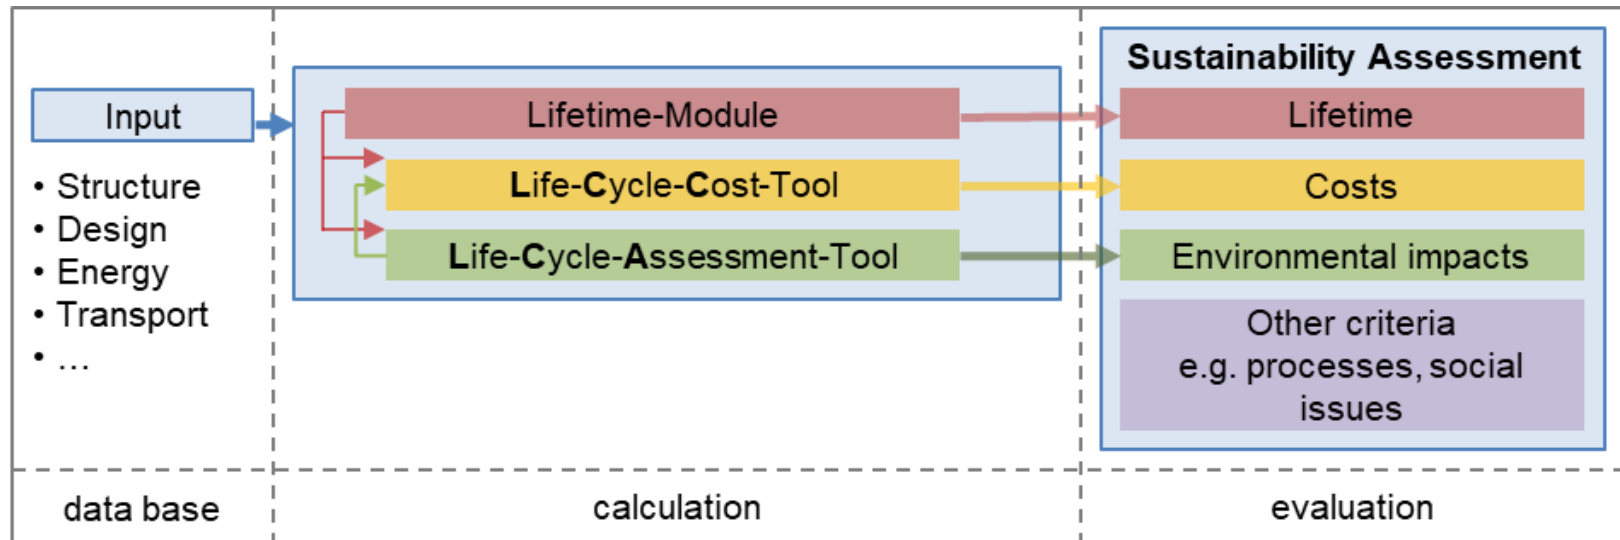 Input
• Structure
• Design
• Energy
• Transport
• …
data base
Lifetime-Module
Life-Cycle-Cost-Tool
Life-Cycle-Assessment-Tool
calculation
Sustainability Assessment
Lifetime
Costs
Environmental impacts
Other criteria
e.g. processes, social
issues
evaluation